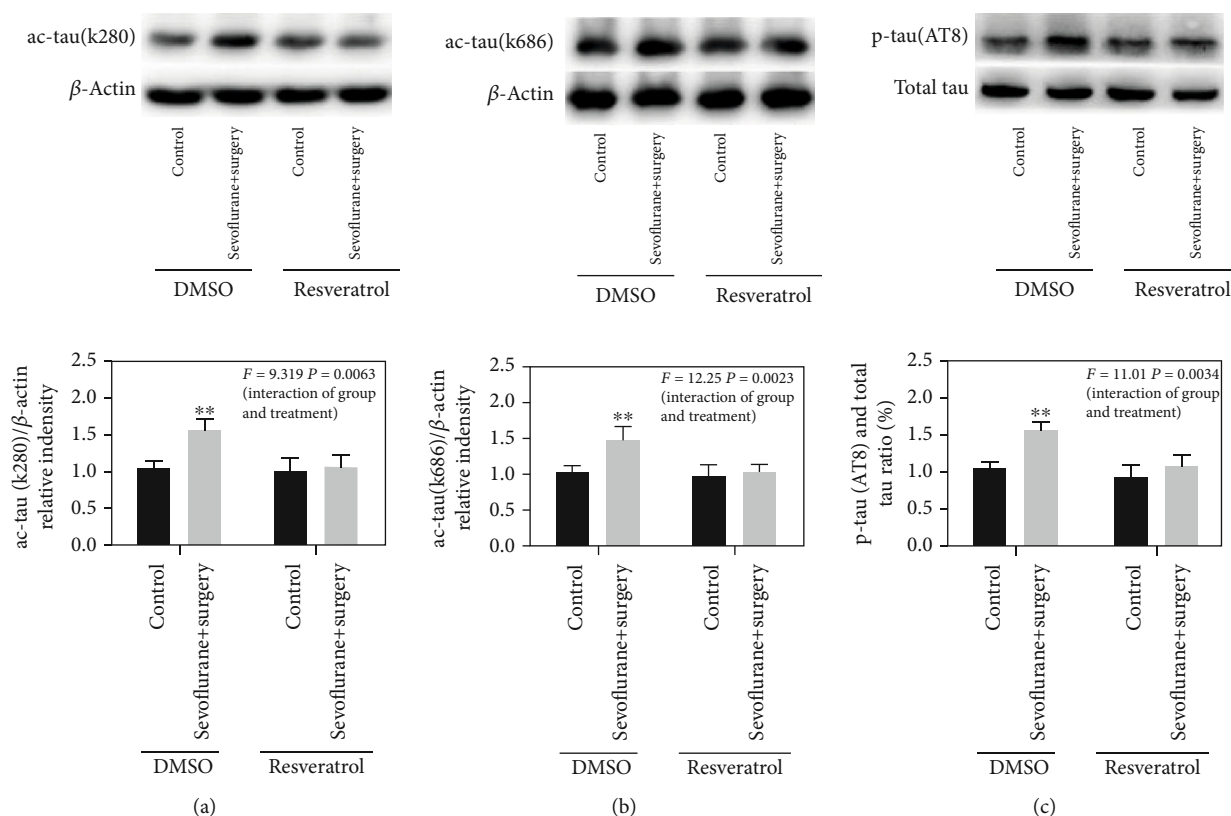 ac-tau(k280)
β-Actin
Control
Sevoflurane+surgery
Control
Sevoflurane+surgery
DMSO
Resveratrol
ac-tau (k280)/β-actin
relative indensity
2.5
2.0
1.5
1.0
0.5
0.0
F = 9.319 P = 0.0063
(interaction of group
and treatment)
**
Control
Sevoflurane+surgery
Control
Sevoflurane+surgery
DMSO
Resveratrol
(a)
ac-tau(k686)
β-Actin
Control
Sevoflurane+surgery
Control
Sevoflurane+surgery
DMSO
Resveratrol
ac-tau(k686)/β-actin
relative indensity
2.5
2.0
1.5
1.0
0.5
0.0
F = 12.25 P = 0.0023
(interaction of group
and treatment)
**
Control
Sevoflurane+surgery
Control
Sevoflurane+surgery
DMSO
Resveratrol
(b)
p-tau(AT8)
Total tau
Control
Sevoflurane+surgery
Control
Sevoflurane+surgery
DMSO
Resveratrol
p-tau (AT8) and total
tau ratio (%)
2.5
2.0
1.5
1.0
0.5
0.0
F = 11.01 P = 0.0034
(interaction of group
and treatment)
**
Control
Sevoflurane+surgery
Control
Sevoflurane+surgery
DMSO
Resveratrol
(c)